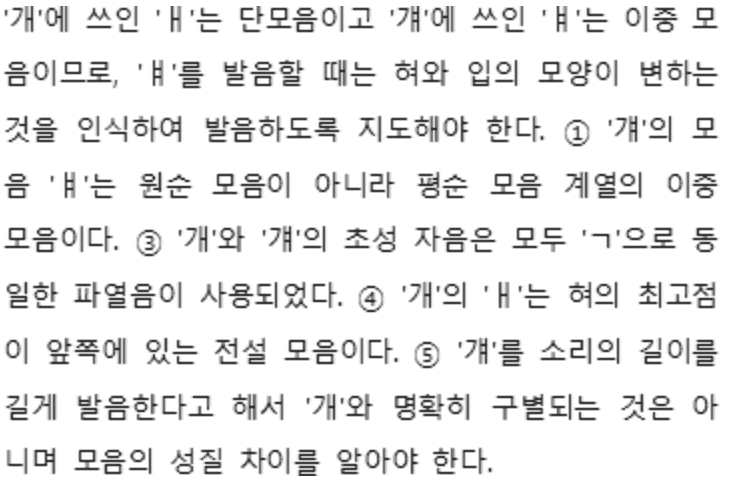 '개'에 쓰인 'ㅐ'는 단모음이고 '걔'에 쓰인 'ㅒ'는 이중 모
음이므로, 'ㅒ'를 발음할 때는 혀와 입의 모양이 변하는
것을 인식하여 발음하도록 지도해야 한다. ① '걔'의 모
음 'ㅒ'는 원순 모음이 아니라 평순 모음 계열의 이중
모음이다. ③ '개'와 '걔'의 초성 자음은 모두 'ㄱ'으로 동
일한 파열음이 사용되었다. ④ '개'의 'ㅐ'는 혀의 최고점
이 앞쪽에 있는 전설 모음이다. ⑤ '걔'를 소리의 길이를
길게 발음한다고 해서 '개'와 명확히 구별되는 것은 아
니며 모음의 성질 차이를 알아야 한다.